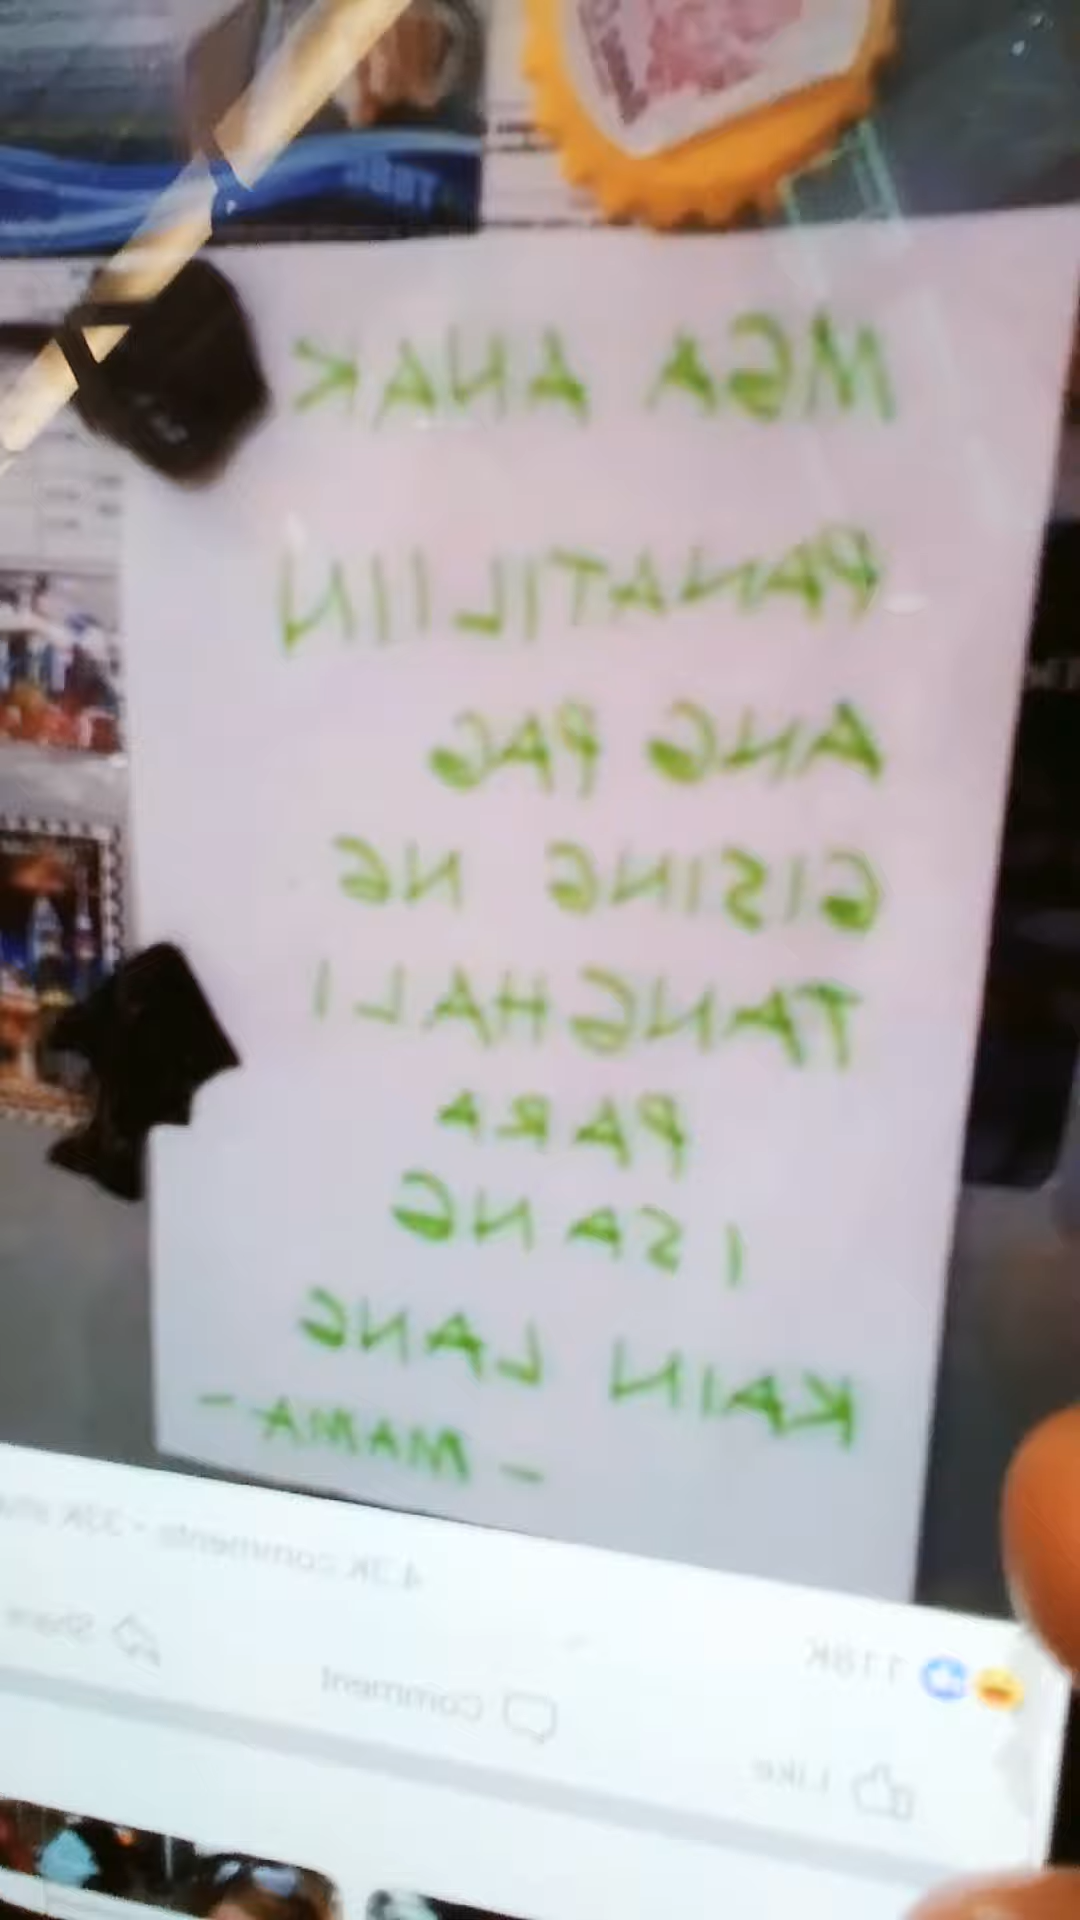 MGA ANAK
PANATILIIN
ANG PAG
GISING NG
TANGHALI
PARA
ISANG
KAIN LANG
- MAMA -
118K
4.3K comments
Like
Comment
Share